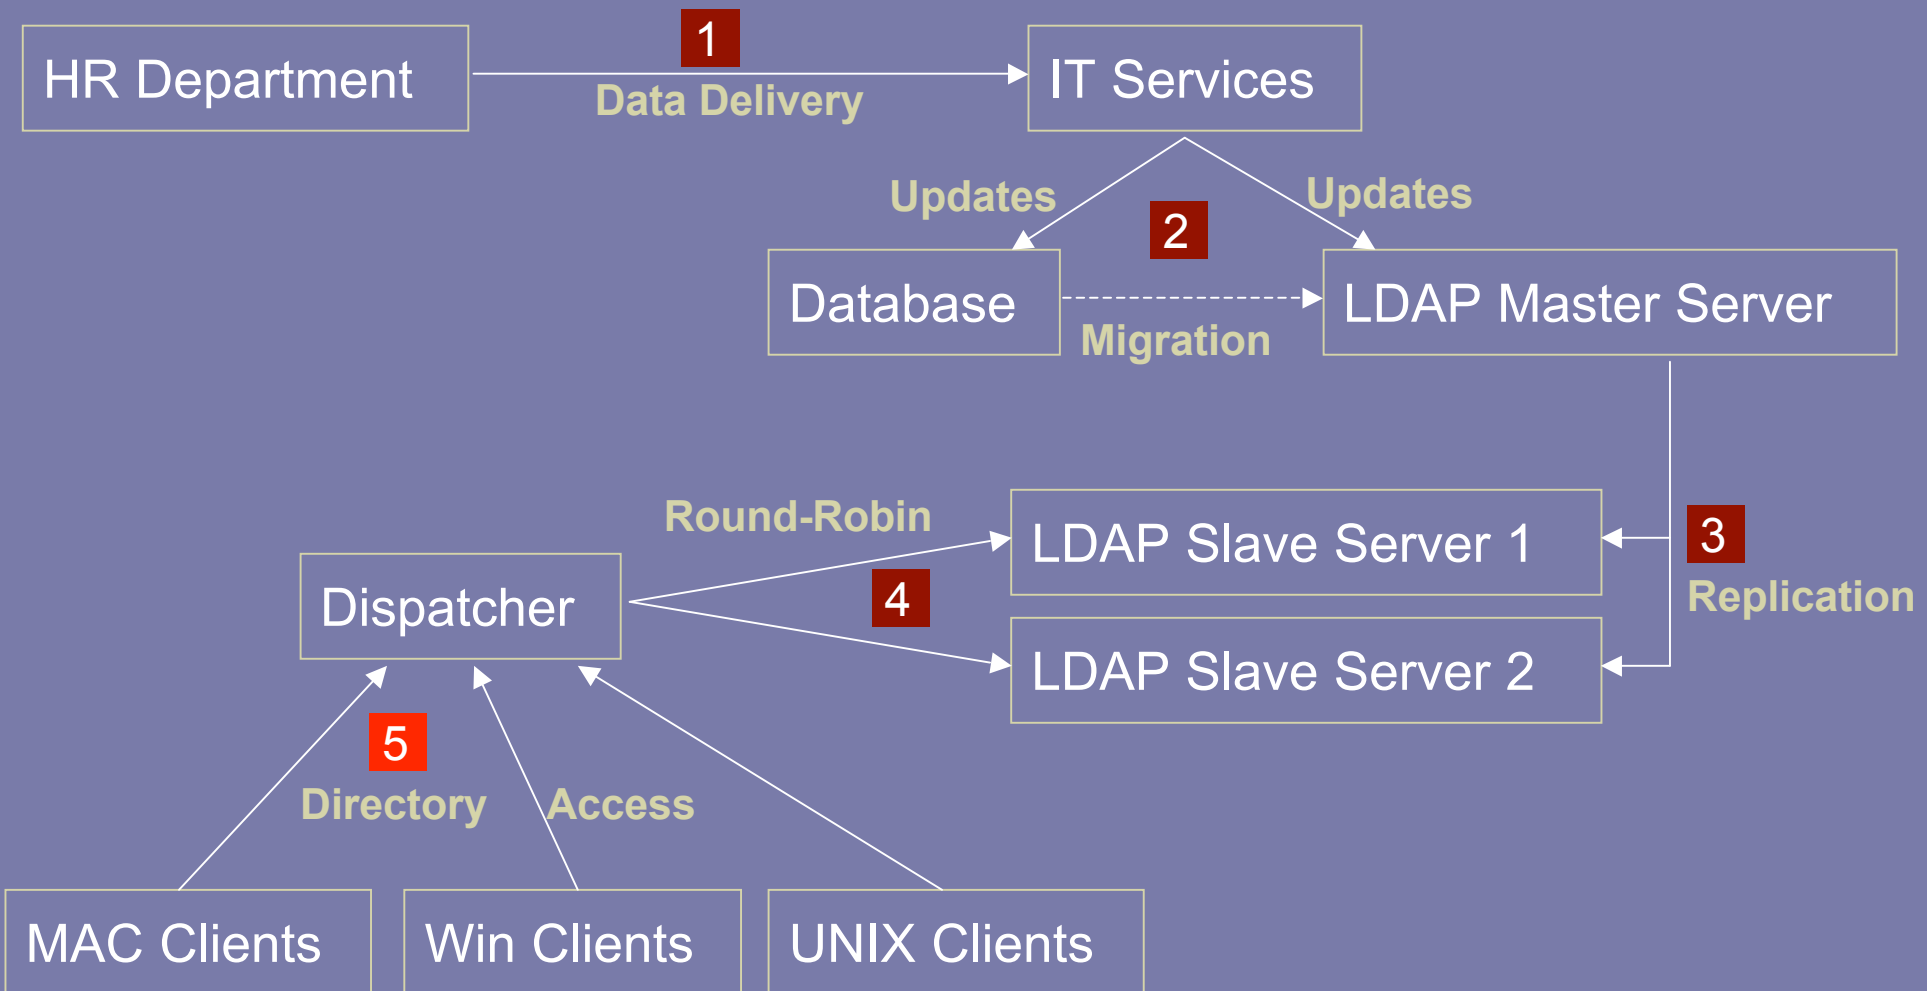 1
HR Department
IT Services
Data Delivery
Updates
Updates
2
Database
LDAP Master Server
Migration
Round-Robin
LDAP Slave Server 1
3
4
Replication
Dispatcher
LDAP Slave Server 2
5
Directory
Access
MAC Clients
Win Clients
UNIX Clients